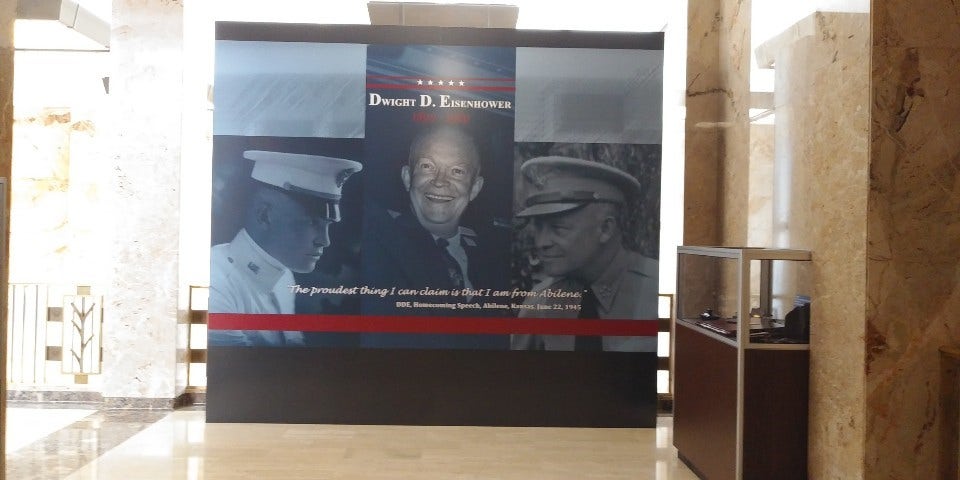 DWIGHT D. EISENHOWER
"The proudest thing I can claim is that I am from Abilene."
DDE, Homecoming Speech, Abilene, Kansas, June 22, 1945